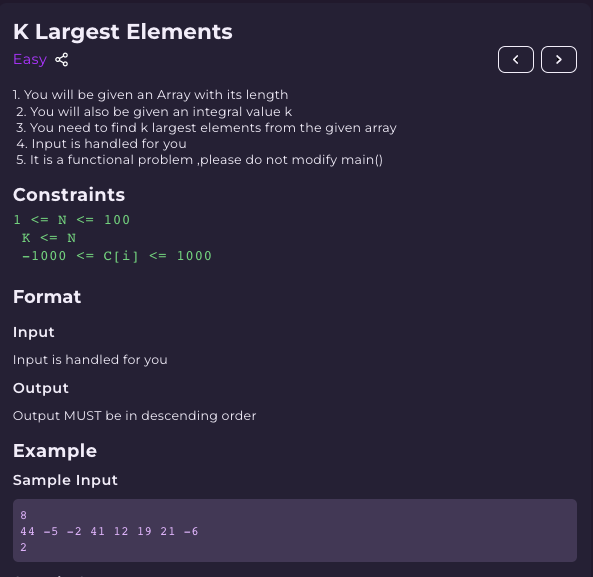 K Largest Elements
Easy
1. You will be given an Array with its length
2. You will also be given an integral value k
3. You need to find k largest elements from the given array
4. Input is handled for you
5. It is a functional problem ,please do not modify main()
Constraints
1 <= N <= 100
K <= N
-1000 <= C[i] <= 1000
Format
Input
Input is handled for you
Output
Output MUST be in descending order
Example
Sample Input
8
44 -5 -2 41 12 19 21 -6
2